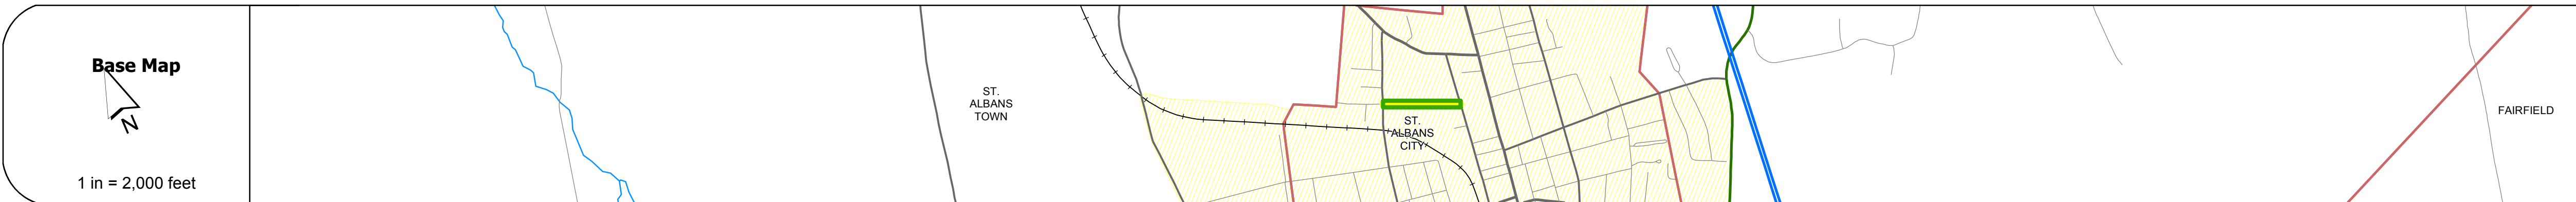 Base Map
N
1 in = 2,000 feet
ST.
ALBANS
TOWN
ST.
ALBANS
CITY
FAIRFIELD